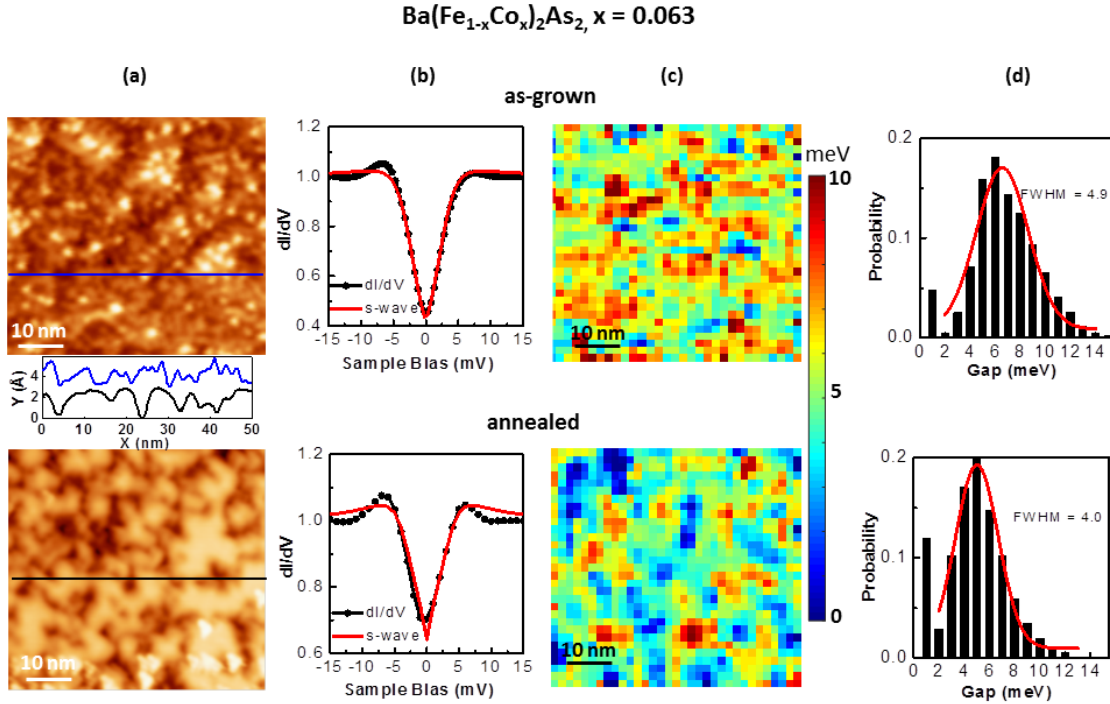 Ba(Fe1-xCox)2As2, x = 0.063
(a) (b) (c) (d)
as-grown
10 nm
1.2
1.0
0.8
0.6
0.4
dI/dV
dI/dV
s-wave
-15 -10 -5 0 5 10 15
Sample Bias (mV)
10 nm
meV
10
5
0
0.2
0.1
0.0
Probability
FWHM = 4.9
0 2 4 6 8 10 12 14
Gap (meV)
Y (Å)
4
2
0
0 10 20 30 40 50
X (nm)
annealed
10 nm
1.2
1.0
0.8
0.6
dI/dV
dI/dV
s-wave
-15 -10 -5 0 5 10 15
Sample Bias (mV)
10 nm
0.2
0.1
0.0
Probability
FWHM = 4.0
0 2 4 6 8 10 12 14
Gap (meV)